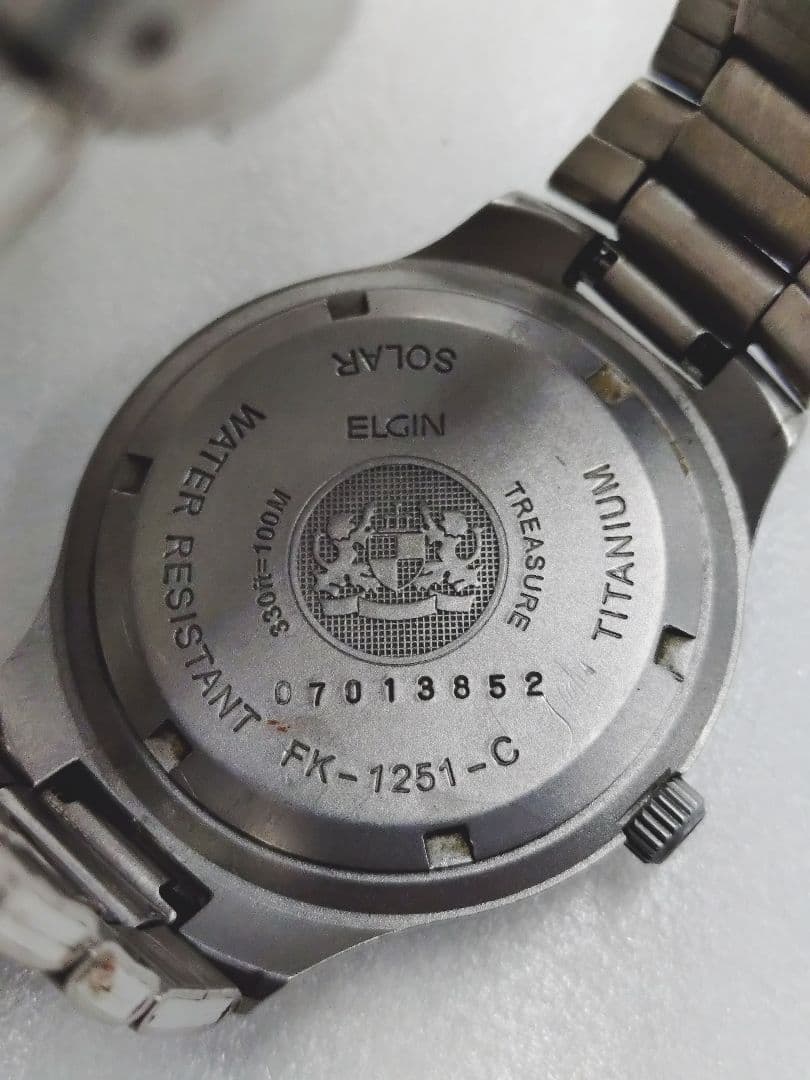 SOLAR
ELGIN
TREASURE
TITANIUM
WATER RESISTANT
330ft=100M
07013852
FK-1251-C